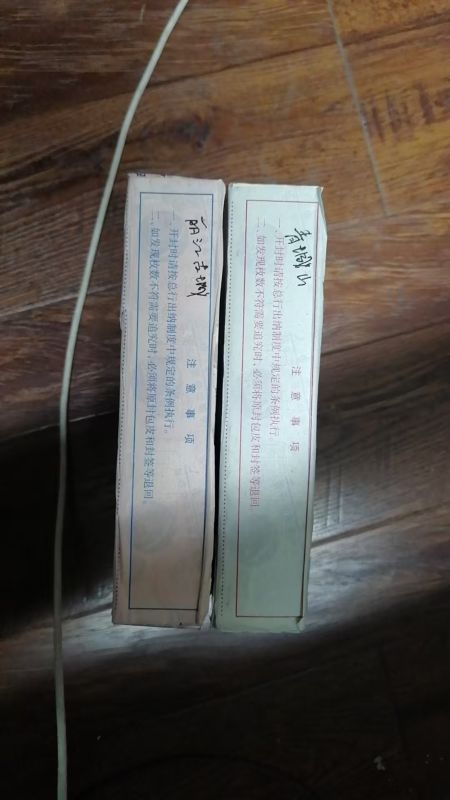 丽江古城
注意事项
一、开封时请按总行出纳制度中规定的条例执行。
二、如发现枚数不符需要追究时，必须将原封包皮和封签等退回。
青城山
注意事项
一、开封时请按总行出纳制度中规定的条例执行
二、如发现枚数不符需要追究时，必须将原封包皮和封签等退回